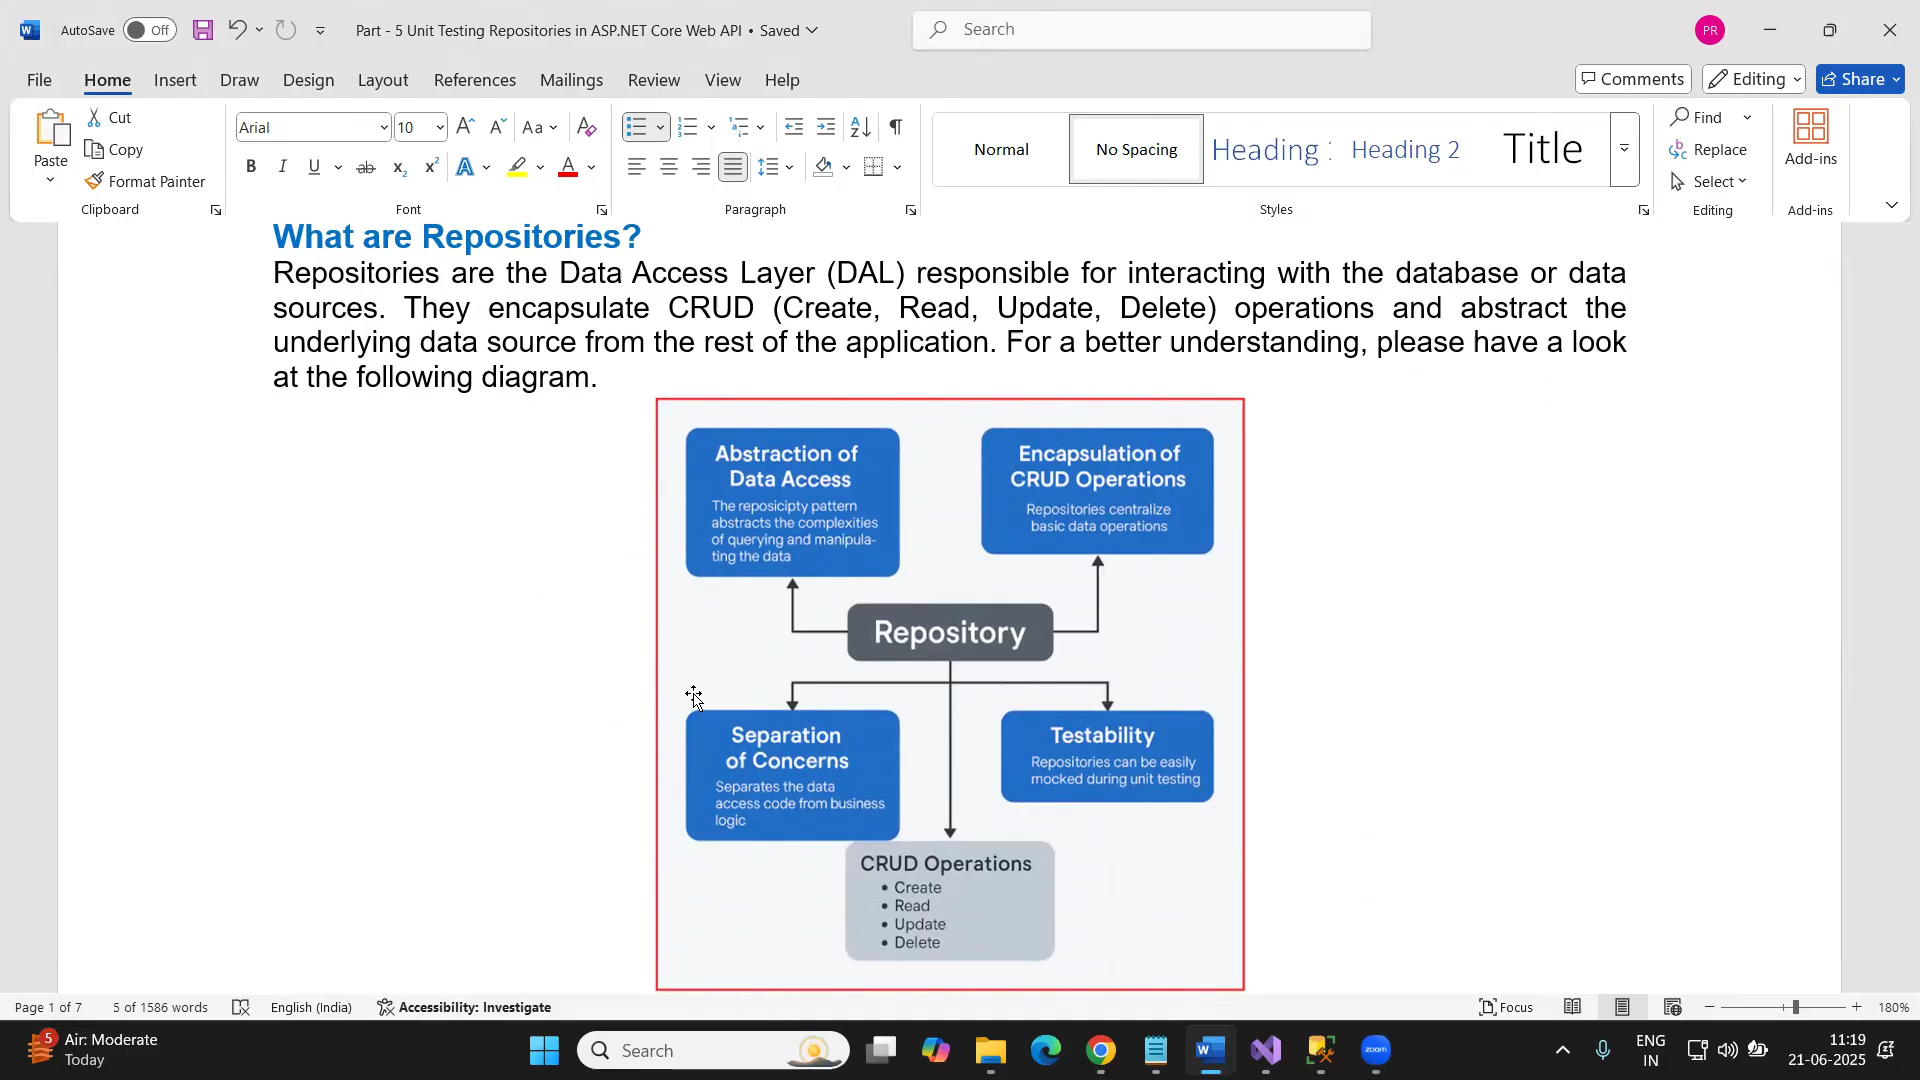 AutoSave Off Part - 5 Unit Testing Repositories in ASP.NET Core Web API • Saved Search PR
File Home Insert Draw Design Layout References Mailings Review View Help Comments Editing Share
Paste Cut
Copy
Format Painter
Arial 10
Normal No Spacing Heading 1 Heading 2 Title
Find
Replace
Select
Add-ins
Clipboard Font Paragraph Styles Editing Add-ins
What are Repositories?
Repositories are the Data Access Layer (DAL) responsible for interacting with the database or data
sources. They encapsulate CRUD (Create, Read, Update, Delete) operations and abstract the
underlying data source from the rest of the application. For a better understanding, please have a look
at the following diagram.
Abstraction of
Data Access
The reposicipty pattern
abstracts the complexities
of querying and manipula-
ting the data
Encapsulation of
CRUD Operations
Repositories centralize
basic data operations
Repository
Separation
of Concerns
Separates the data
access code from business
logic
Testability
Repositories can be easily
mocked during unit testing
CRUD Operations
• Create
• Read
• Update
• Delete
Page 1 of 7 5 of 1586 words English (India) Accessibility: Investigate Focus 180%
5 Air: Moderate
Today
Search
zoom
ENG
IN
11:19
21-06-2025